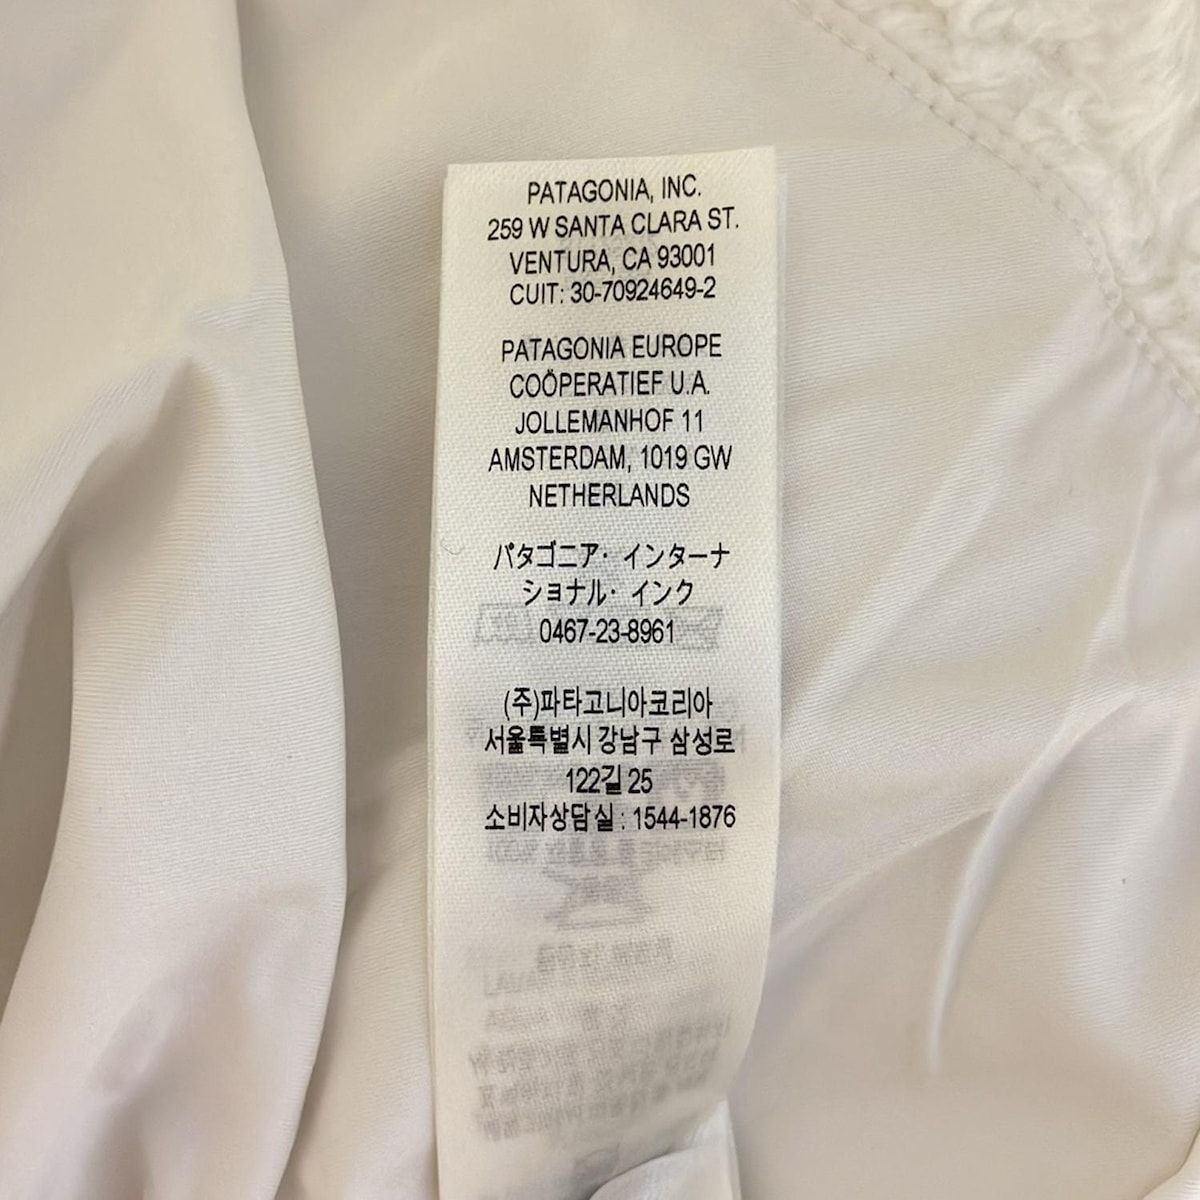 PATAGONIA, INC.
259 W SANTA CLARA ST.
VENTURA, CA 93001
CUIT: 30-70924649-2
PATAGONIA EUROPE
COÖPERATIEF U.A.
JOLLEMANHOF 11
AMSTERDAM, 1019 GW
NETHERLANDS
パタゴニア・インターナ
ショナル・インク
0467-23-8961
(주)파타고니아코리아
서울특별시 강남구 삼성로
122길 25
소비자상담실 : 1544-1876